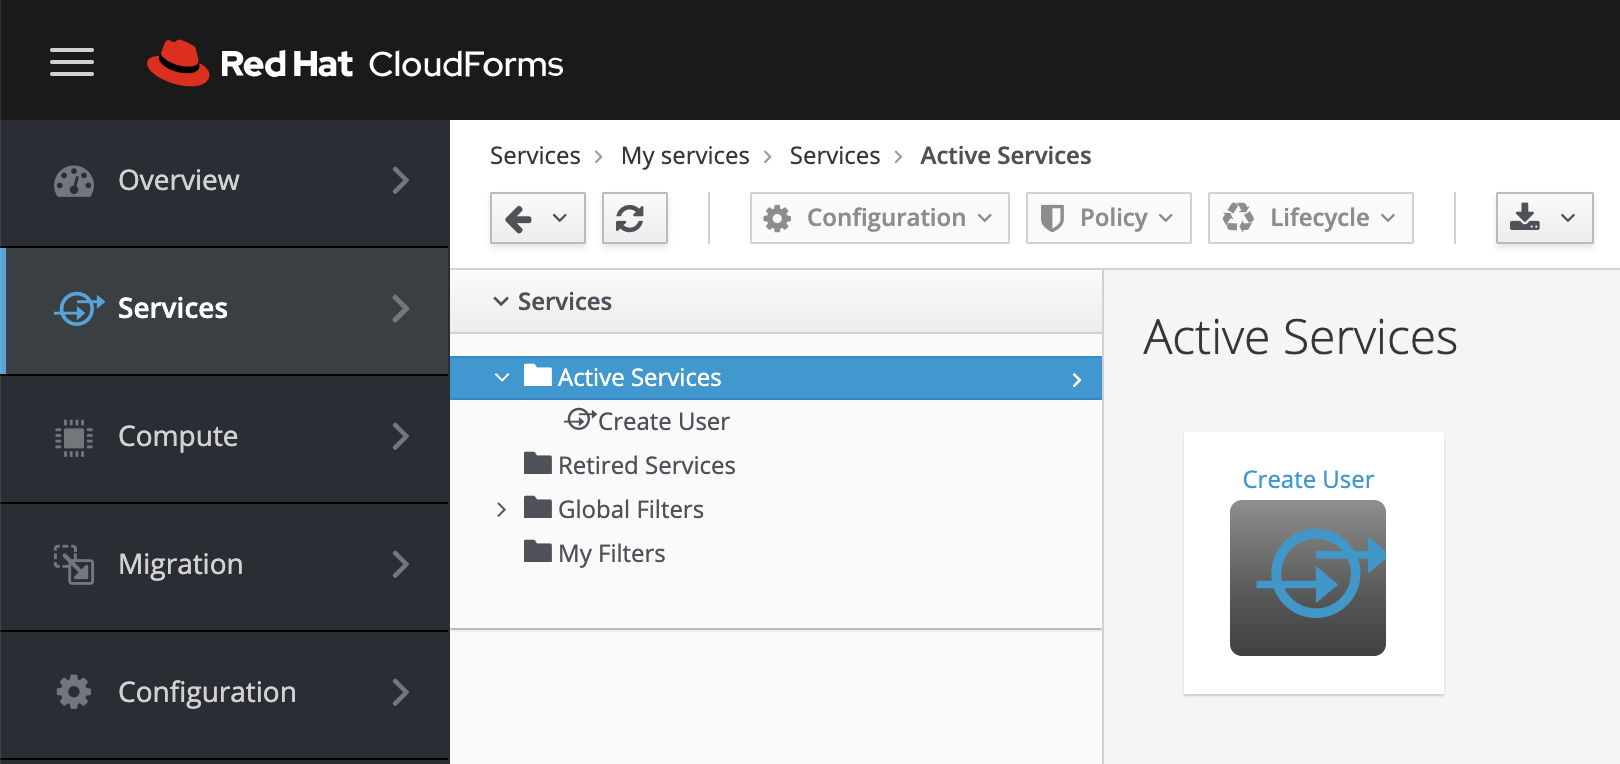 Red Hat CloudForms
Overview
Services
Compute
Migration
Configuration
Services My services Services Active Services
Configuration Policy Lifecycle
Services
Active Services
Create User
Retired Services
Global Filters
My Filters
Active Services
Create User